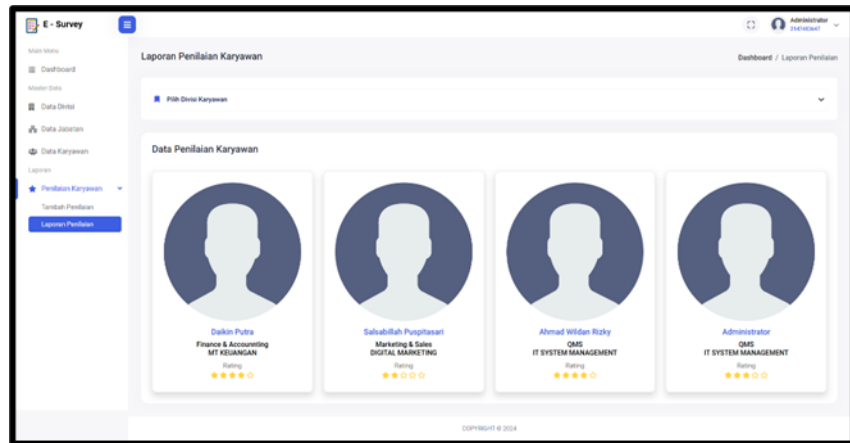 E - Survey
Administrator
2147483647
Main Menu
Dashboard
Master Data
Data Divisi
Data Jabatan
Data Karyawan
Laporan
Penilaian Karyawan
Tambah Penilaian
Laporan Penilaian
Laporan Penilaian Karyawan
Dashboard / Laporan Penilaian
Pilih Divisi Karyawan
Data Penilaian Karyawan
Daikin Putra
Finance & Accounnting
MT KEUANGAN
Rating
Salsabillah Puspitasari
Marketing & Sales
DIGITAL MARKETING
Rating
Ahmad Wildan Rizky
QMS
IT SYSTEM MANAGEMENT
Rating
Administrator
QMS
IT SYSTEM MANAGEMENT
Rating
COPYRIGHT © 2024